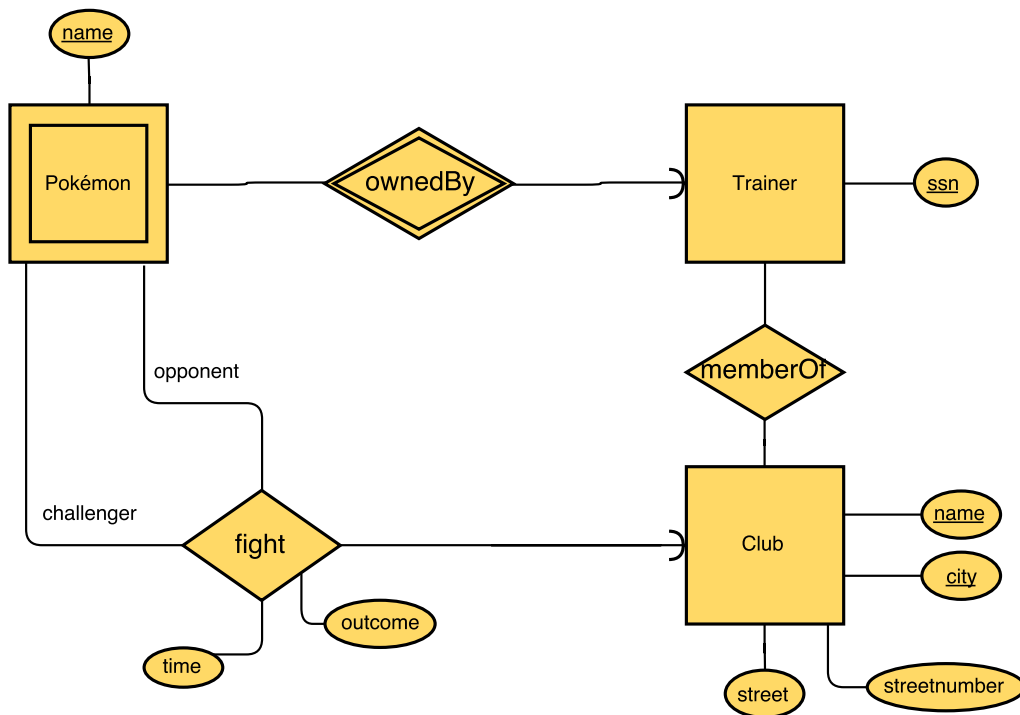 name
Pokémon
ownedBy
Trainer
ssn
opponent
memberOf
challenger
fight
Club
name
city
outcome
time
street
streetnumber